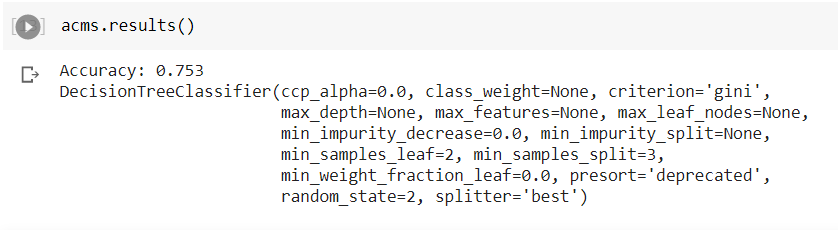 acms.results()
Accuracy: 0.753
DecisionTreeClassifier(ccp_alpha=0.0, class_weight=None, criterion='gini',
max_depth=None, max_features=None, max_leaf_nodes=None,
min_impurity_decrease=0.0, min_impurity_split=None,
min_samples_leaf=2, min_samples_split=3,
min_weight_fraction_leaf=0.0, presort='deprecated',
random_state=2, splitter='best')